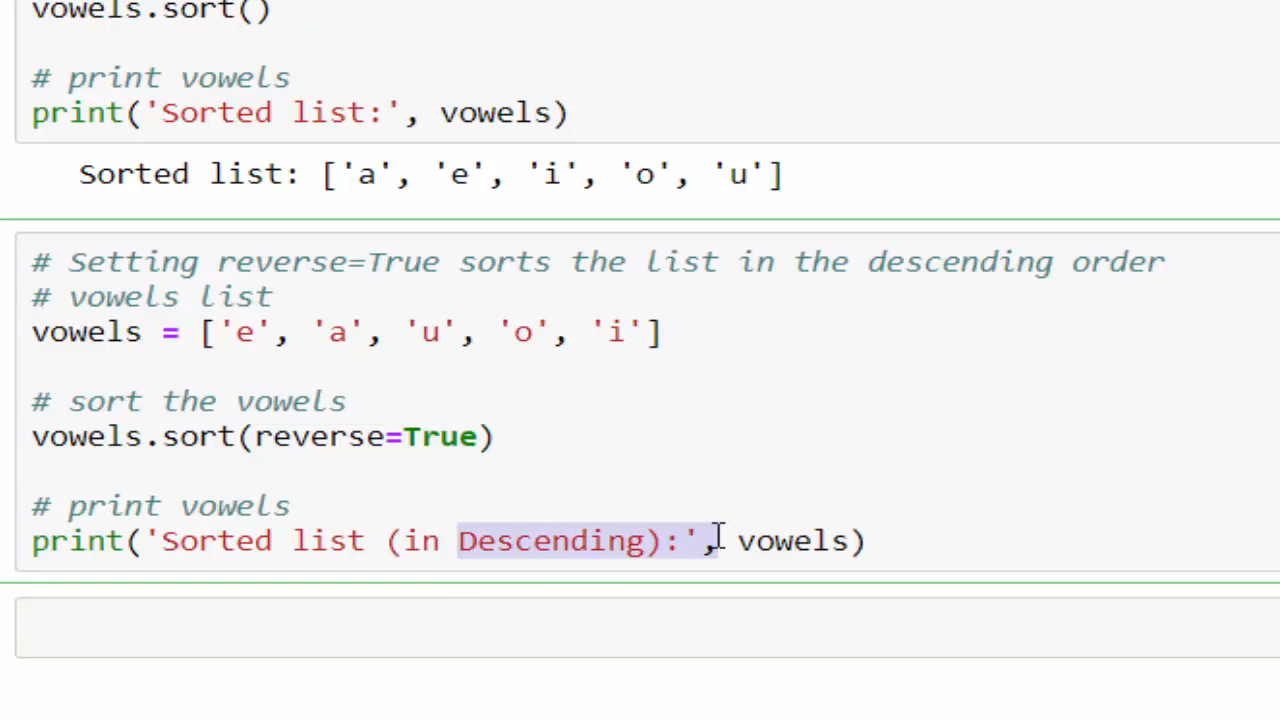 vowels.sort()
# print vowels
print('Sorted list:', vowels)
Sorted list: ['a', 'e', 'i', 'o', 'u']
# Setting reverse=True sorts the list in the descending order
# vowels list
vowels = ['e', 'a', 'u', 'o', 'i']
# sort the vowels
vowels.sort(reverse=True)
# print vowels
print('Sorted list (in Descending):', vowels)